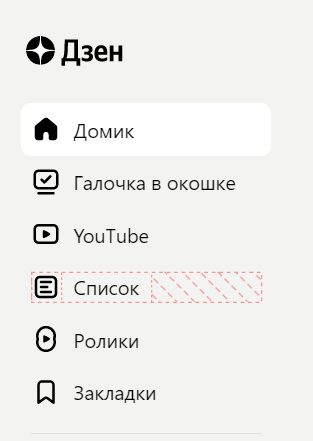 Дзен
Домик
Галочка в окошке
YouTube
Список
Ролики
Закладки